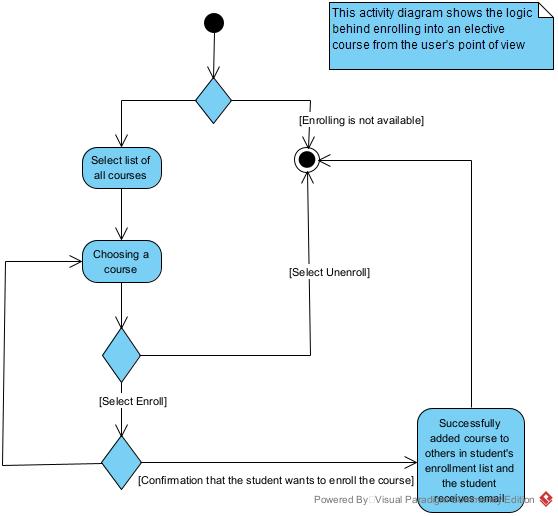 This activity diagram shows the logic
behind enrolling into an elective
course from the user's point of view
[Enrolling is not available]
Select list of
all courses
Choosing a
course
[Select Unenroll]
[Select Enroll]
Successfully
added course to
others in student's
enrollment list and
the student
receives email
[Confirmation that the student wants to enroll the course]
Powered By Visual Paradigm Community Edition